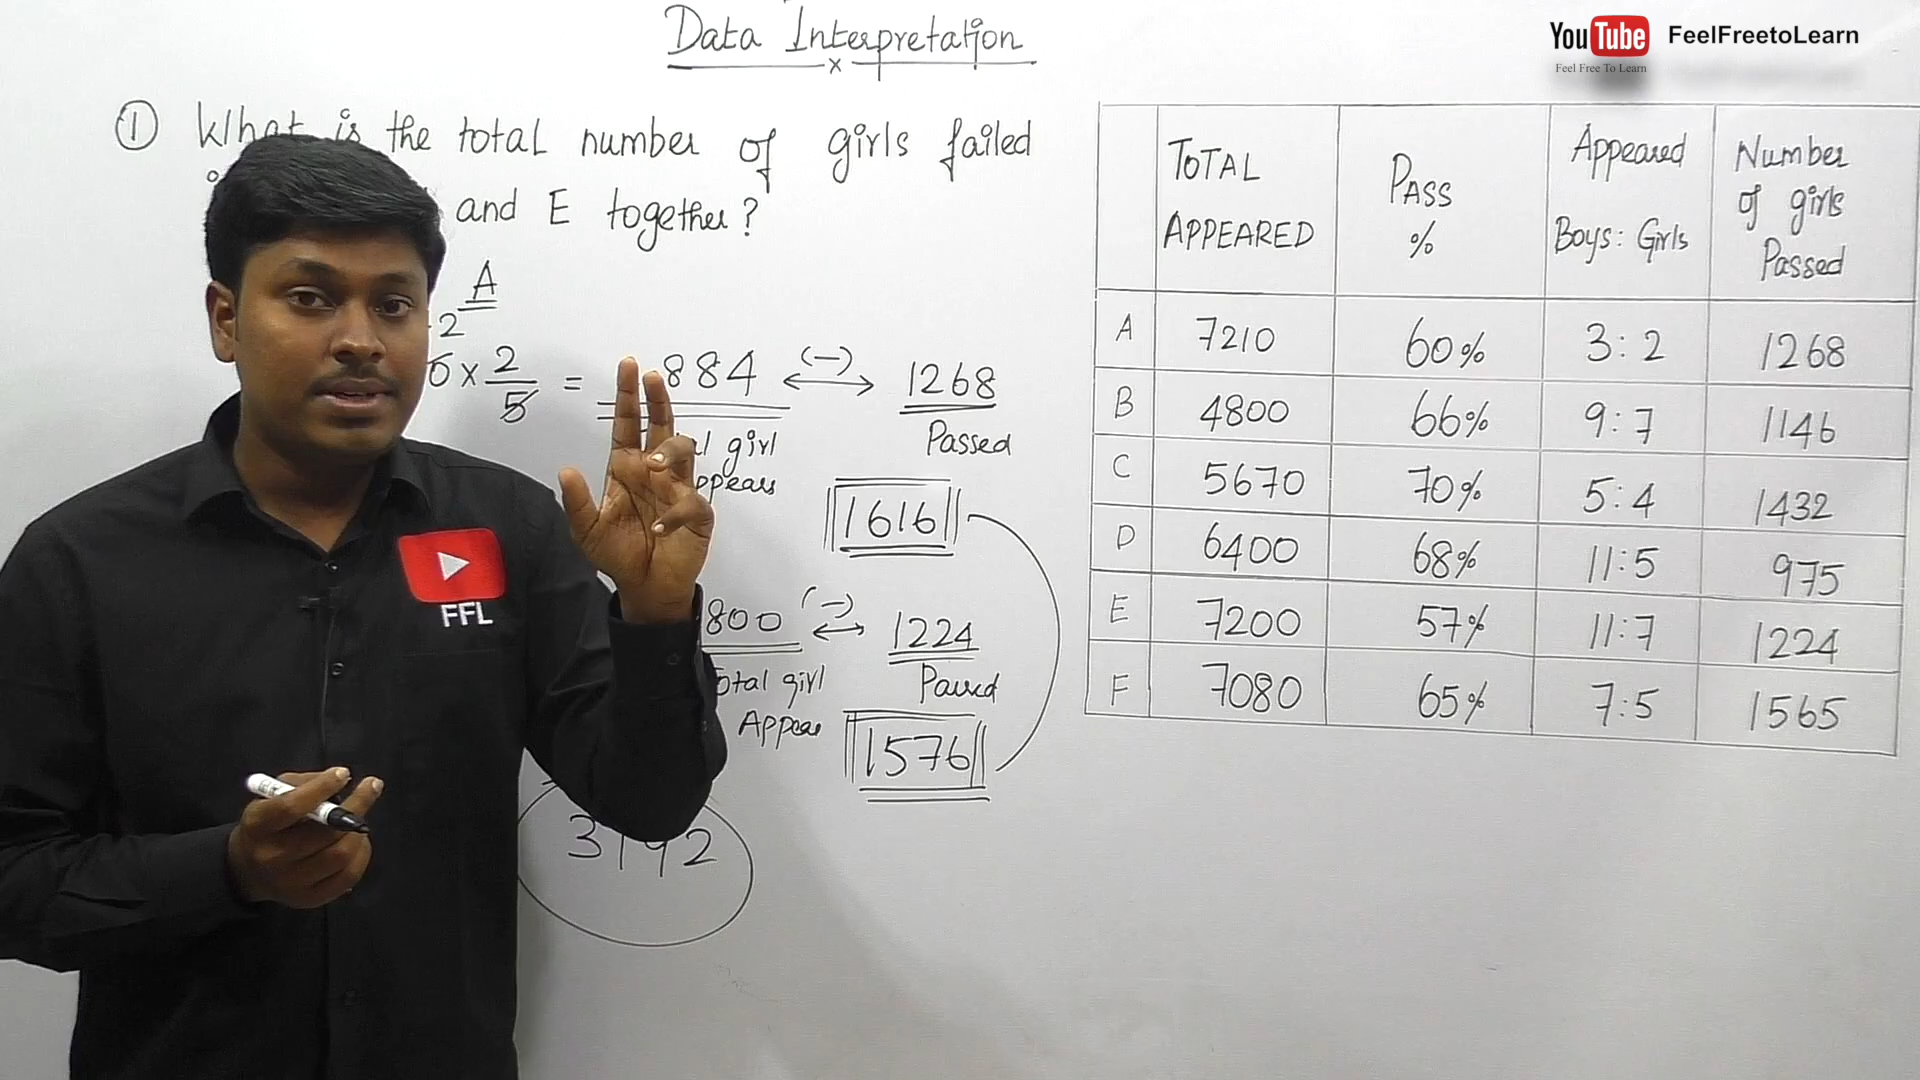 Data Interpretation
YouTube FeelFreetoLearn
Feel Free To Learn
① What is the total number of girls failed
and E together?
A
2
× 2/5 = 884 (-) 1268
girl Passed
1616
800 (-) 1224
girl Passed
Appears
1576
3192
FFL
TOTAL APPEARED PASS % Appeared Boys: Girls Number of girls Passed
A 7210 60% 3:2 1268
B 4800 66% 9:7 1146
C 5670 70% 5:4 1432
D 6400 68% 11:5 975
E 7200 57% 11:7 1224
F 7080 65% 7:5 1565